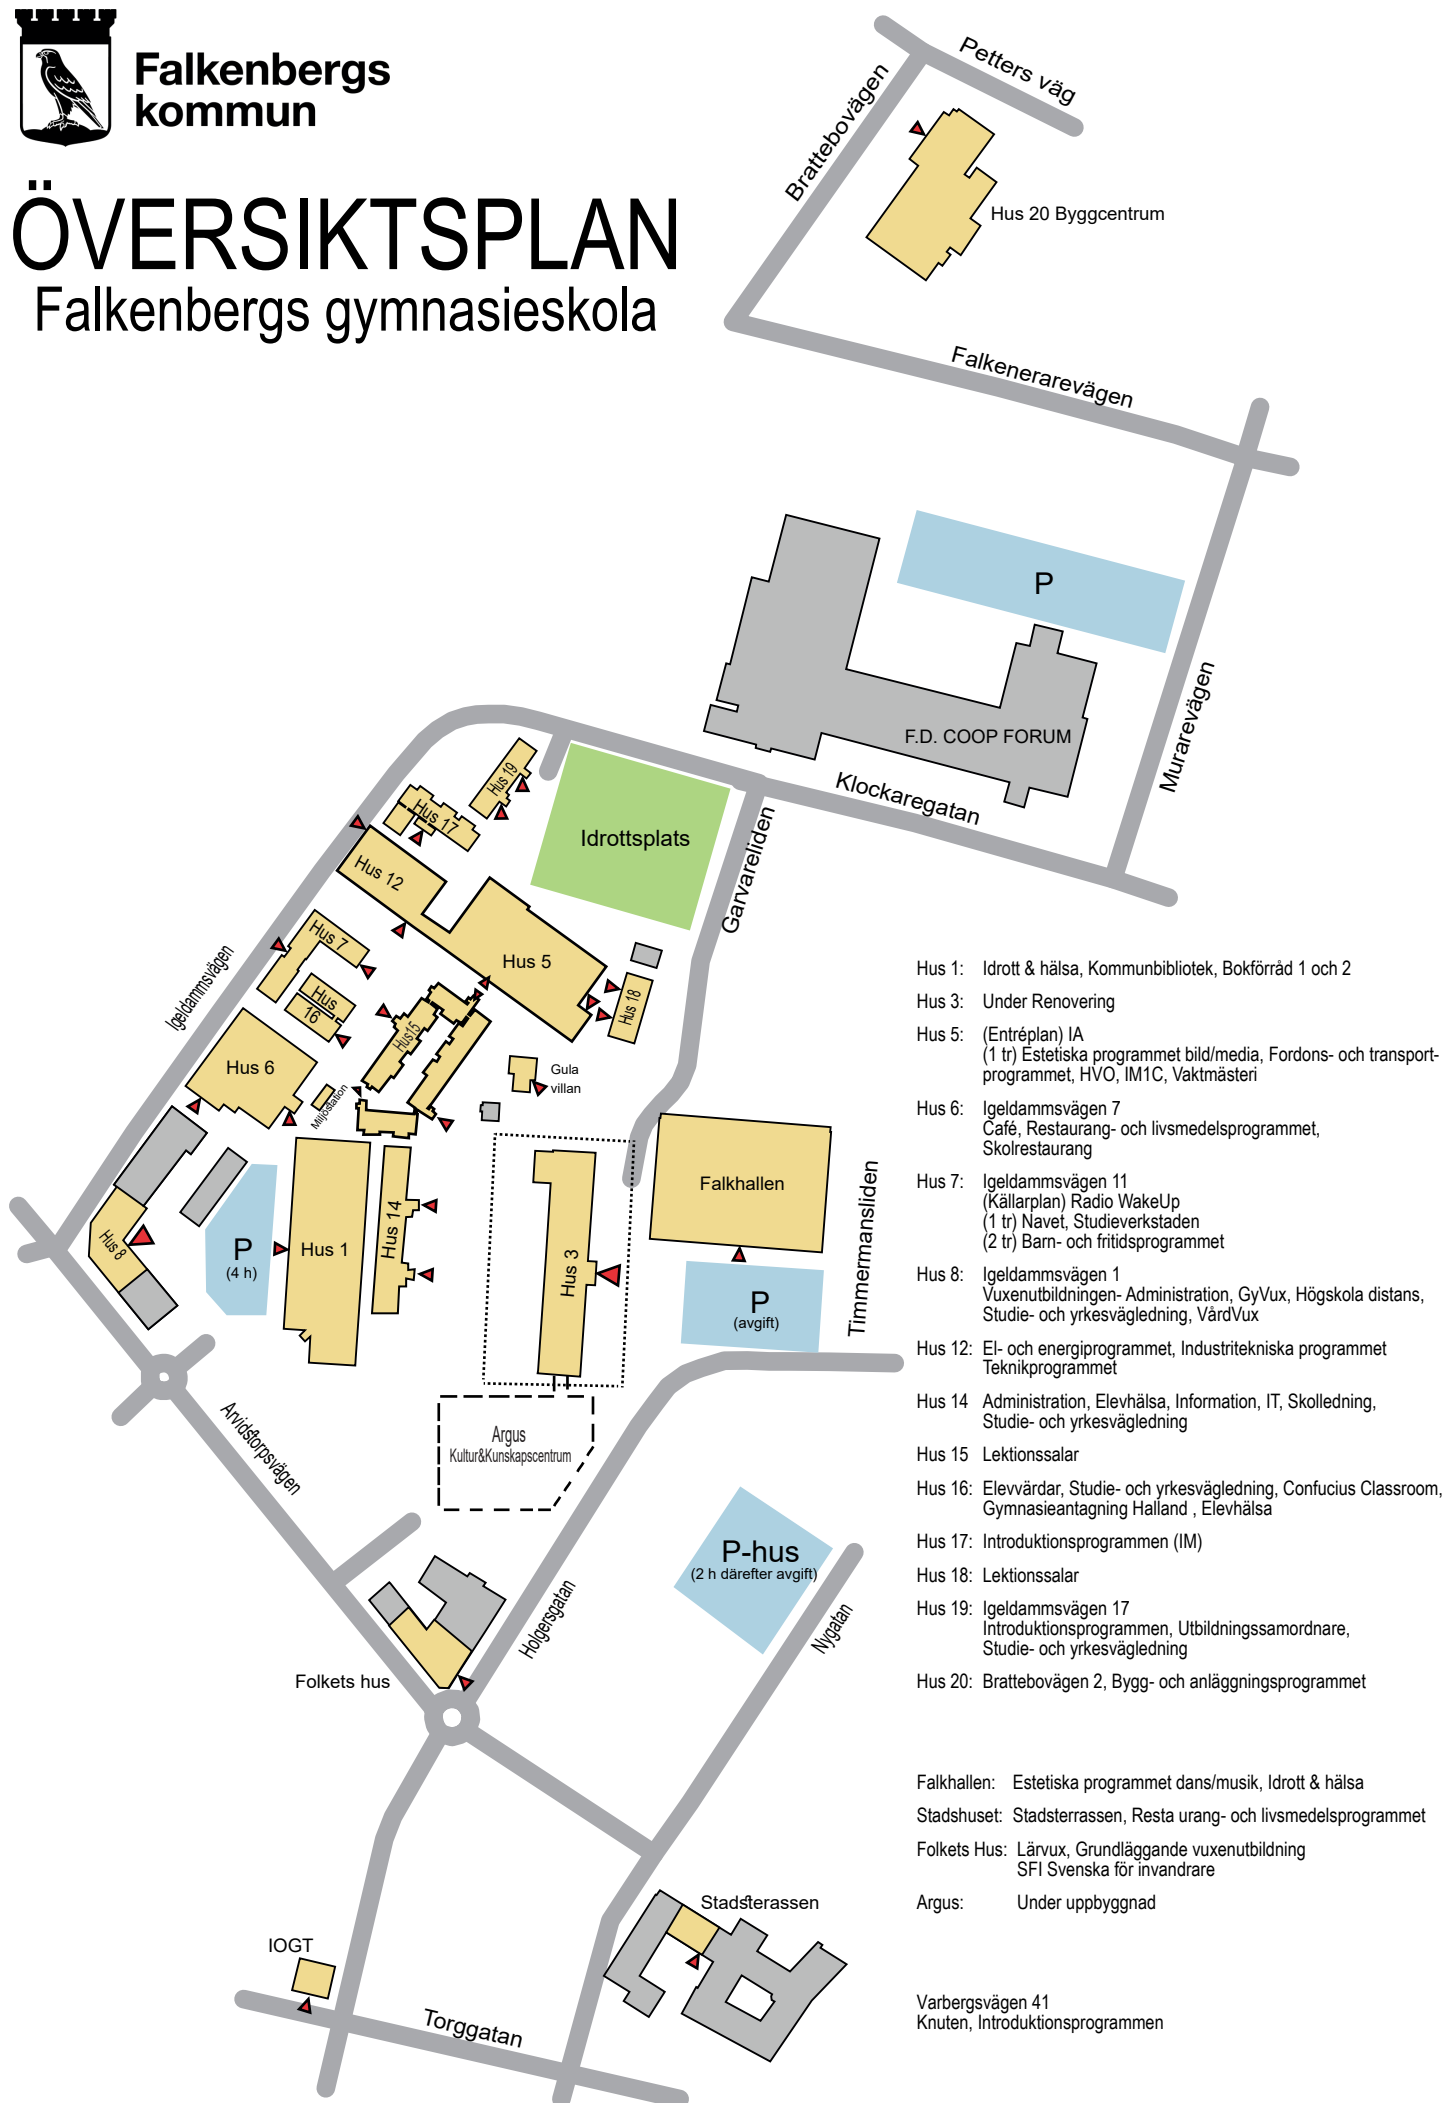 Falkenbergs
kommun
ÖVERSIKTSPLAN
Falkenbergs gymnasieskola
Petters väg
Brattebovägen
Hus 20 Byggcentrum
Falkenerarevägen
P
Murarevägen
F.D. COOP FORUM
Klockaregatan
Garvareliden
Idrottsplats
Hus 19
Hus 17
Hus 12
Hus 5
Hus 7
Igeldammsvägen
Hus
16
Hus 18
Hus15
Hus 6
Gula
villan
Miljöstation
Falkhallen
Timmermansliden
Hus 8
P
(4 h)
Hus 1
Hus 14
Hus 3
P
(avgift)
Arvidstorpsvägen
Argus
Kultur&Kunskapscentrum
P-hus
(2 h därefter avgift)
Holgersgatan
Nygatan
Folkets hus
Stadsterassen
IOGT
Torggatan
Hus 1: Idrott & hälsa, Kommunbibliotek, Bokförråd 1 och 2
Hus 3: Under Renovering
Hus 5: (Entréplan) IA
(1 tr) Estetiska programmet bild/media, Fordons- och transport-
programmet, HVO, IM1C, Vaktmästeri
Hus 6: Igeldammsvägen 7
Café, Restaurang- och livsmedelsprogrammet,
Skolrestaurang
Hus 7: Igeldammsvägen 11
(Källarplan) Radio WakeUp
(1 tr) Navet, Studieverkstaden
(2 tr) Barn- och fritidsprogrammet
Hus 8: Igeldammsvägen 1
Vuxenutbildningen- Administration, GyVux, Högskola distans,
Studie- och yrkesvägledning, VårdVux
Hus 12: El- och energiprogrammet, Industritekniska programmet
Teknikprogrammet
Hus 14 Administration, Elevhälsa, Information, IT, Skolledning,
Studie- och yrkesvägledning
Hus 15 Lektionssalar
Hus 16: Elevvärdar, Studie- och yrkesvägledning, Confucius Classroom,
Gymnasieantagning Halland , Elevhälsa
Hus 17: Introduktionsprogrammen (IM)
Hus 18: Lektionssalar
Hus 19: Igeldammsvägen 17
Introduktionsprogrammen, Utbildningssamordnare,
Studie- och yrkesvägledning
Hus 20: Brattebovägen 2, Bygg- och anläggningsprogrammet
Falkhallen: Estetiska programmet dans/musik, Idrott & hälsa
Stadshuset: Stadsterrassen, Resta urang- och livsmedelsprogrammet
Folkets Hus: Lärvux, Grundläggande vuxenutbildning
SFI Svenska för invandrare
Argus: Under uppbyggnad
Varbergsvägen 41
Knuten, Introduktionsprogrammen